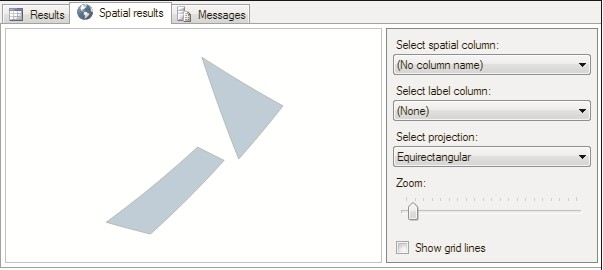 Results
Spatial results
Messages
Select spatial column:
(No column name)
Select label column:
(None)
Select projection:
Equirectangular
Zoom:
Show grid lines